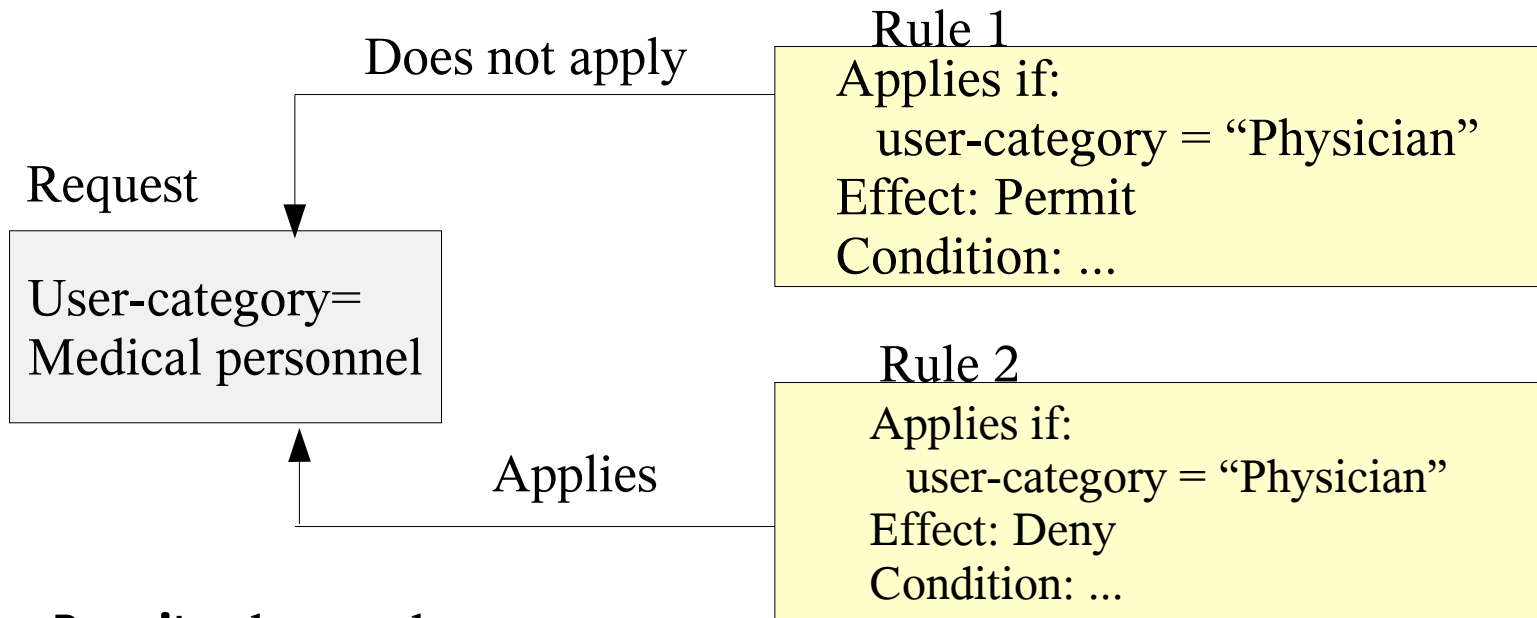 Does not apply
Rule 1
Applies if:
user-category = “Physician”
Effect: Permit
Condition: ...
Request
User-category=
Medical personnel
Rule 2
Applies if:
user-category = “Physician”
Effect: Deny
Condition: ...
Applies